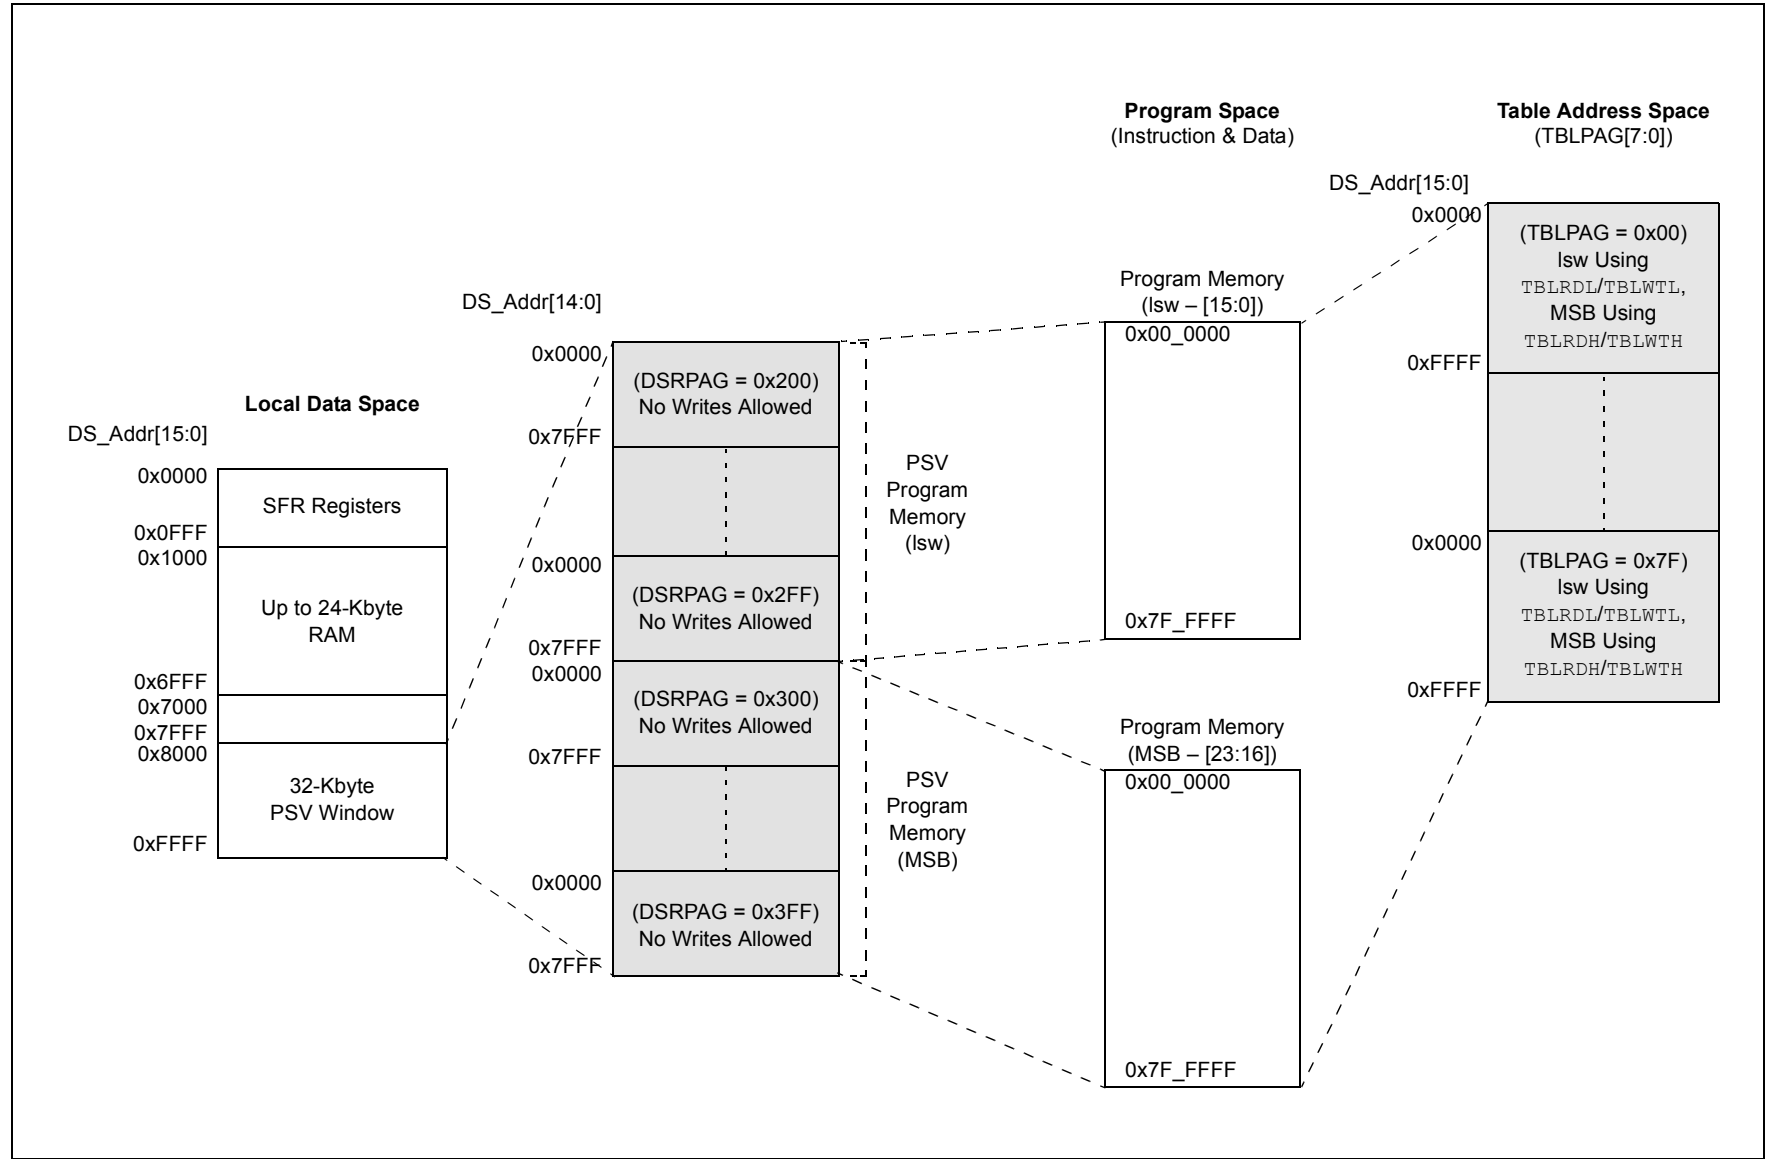 Local Data Space
DS_Addr[15:0]
0x0000
SFR Registers
0x0FFF
0x1000
Up to 24-Kbyte
RAM
0x6FFF
0x7000
0x7FFF
0x8000
32-Kbyte
PSV Window
0xFFFF
DS_Addr[14:0]
0x0000
(DSRPAG = 0x200)
No Writes Allowed
0x7FFF
0x0000
(DSRPAG = 0x2FF)
No Writes Allowed
0x7FFF
0x0000
(DSRPAG = 0x300)
No Writes Allowed
0x7FFF
0x0000
(DSRPAG = 0x3FF)
No Writes Allowed
0x7FFF
PSV
Program
Memory
(lsw)
PSV
Program
Memory
(MSB)
Program Space
(Instruction & Data)
Program Memory
(lsw – [15:0])
0x00_0000
0x7F_FFFF
Program Memory
(MSB – [23:16])
0x00_0000
0x7F_FFFF
Table Address Space
(TBLPAG[7:0])
DS_Addr[15:0]
0x0000
(TBLPAG = 0x00)
lsw Using
TBLRDL/TBLWTL,
MSB Using
TBLRDH/TBLWTH
0xFFFF
0x0000
(TBLPAG = 0x7F)
lsw Using
TBLRDL/TBLWTL,
MSB Using
TBLRDH/TBLWTH
0xFFFF